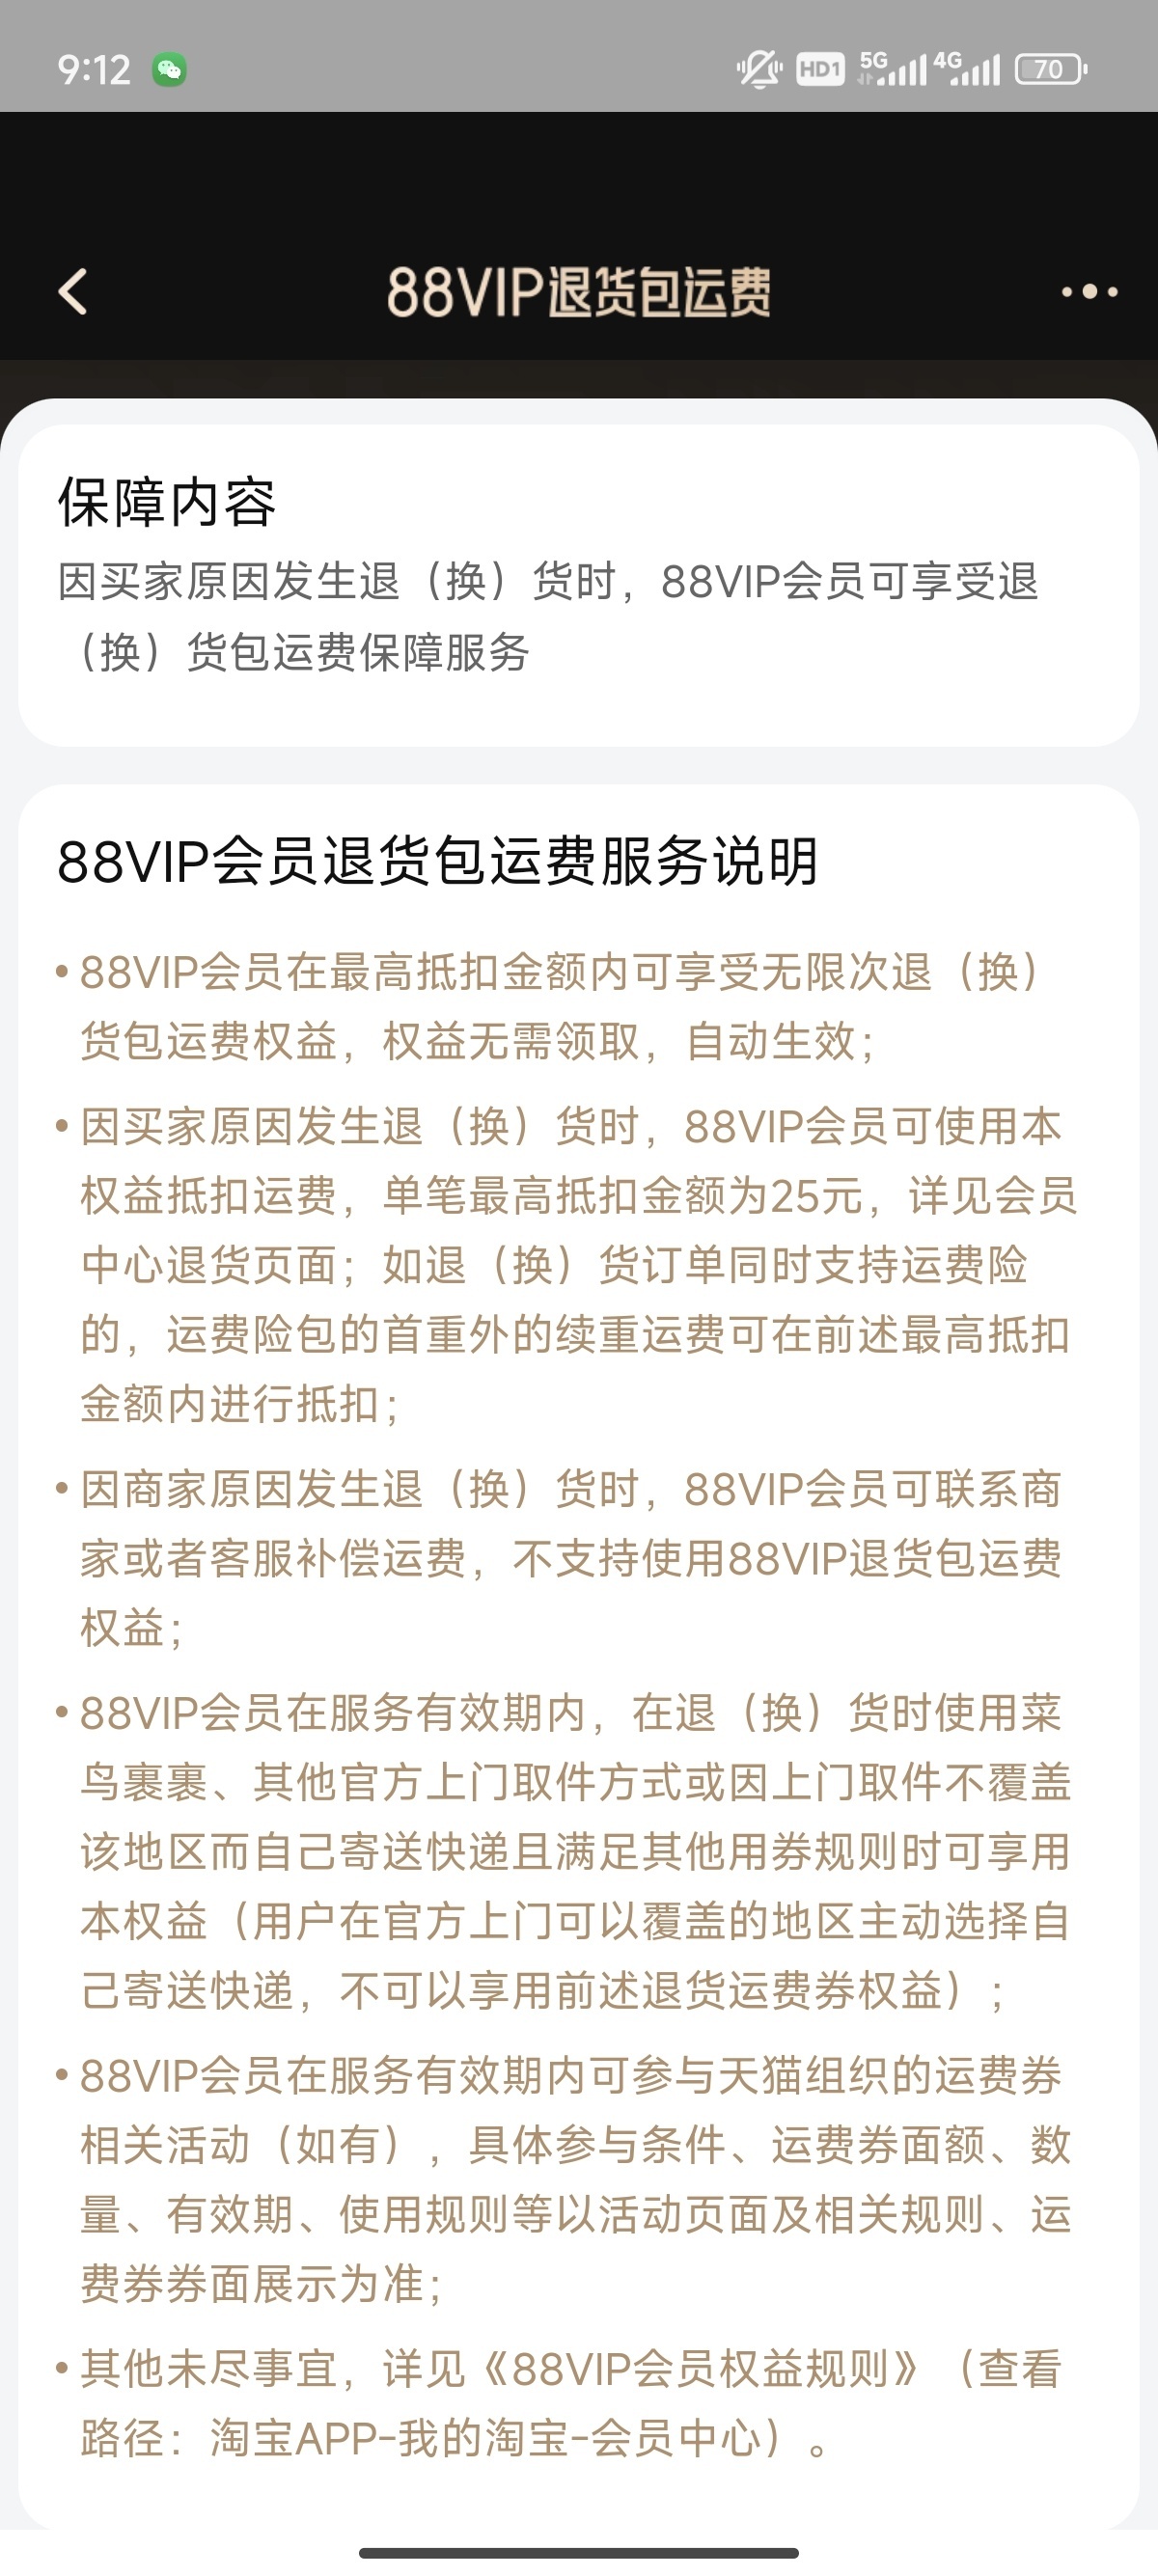 9:12
HD1 5G 4G 70
88VIP退货包运费
保障内容
因买家原因发生退（换）货时，88VIP会员可享受退
（换）货包运费保障服务
88VIP会员退货包运费服务说明
•88VIP会员在最高抵扣金额内可享受无限次退（换）
货包运费权益，权益无需领取，自动生效；
•因买家原因发生退（换）货时，88VIP会员可使用本
权益抵扣运费，单笔最高抵扣金额为25元，详见会员
中心退货页面；如退（换）货订单同时支持运费险
的，运费险包的首重外的续重运费可在前述最高抵扣
金额内进行抵扣；
•因商家原因发生退（换）货时，88VIP会员可联系商
家或者客服补偿运费，不支持使用88VIP退货包运费
权益；
•88VIP会员在服务有效期内，在退（换）货时使用菜
鸟裹裹、其他官方上门取件方式或因上门取件不覆盖
该地区而自己寄送快递且满足其他用券规则时可享用
本权益（用户在官方上门可以覆盖的地区主动选择自
己寄送快递，不可以享用前述退货运费券权益）；
•88VIP会员在服务有效期内可参与天猫组织的运费券
相关活动（如有），具体参与条件、运费券面额、数
量、有效期、使用规则等以活动页面及相关规则、运
费券券面展示为准；
•其他未尽事宜，详见《88VIP会员权益规则》（查看
路径：淘宝APP-我的淘宝-会员中心）。